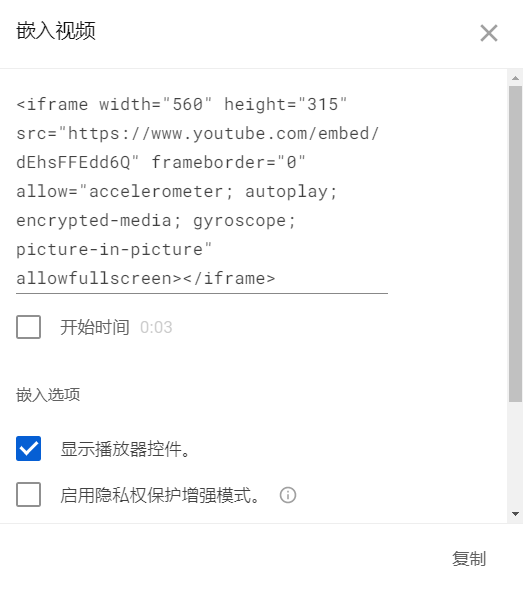 嵌入视频
<iframe width="560" height="315"
src="https://www.youtube.com/embed/
dEhsFFEdd6Q" frameborder="0"
allow="accelerometer; autoplay;
encrypted-media; gyroscope;
picture-in-picture"
allowfullscreen></iframe>
开始时间 0:03
嵌入选项
显示播放器控件。
启用隐私权保护增强模式。
复制